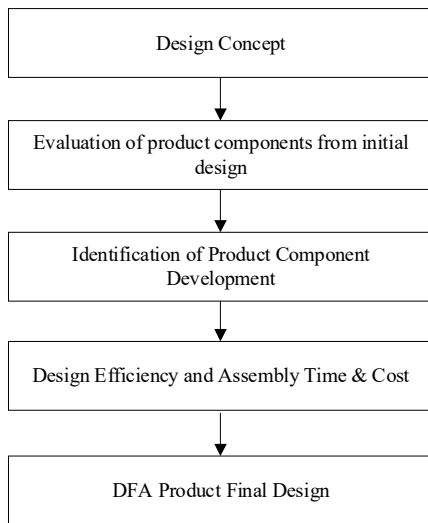 Design Concept
Evaluation of product components from initial
design
Identification of Product Component
Development
Design Efficiency and Assembly Time & Cost
DFA Product Final Design